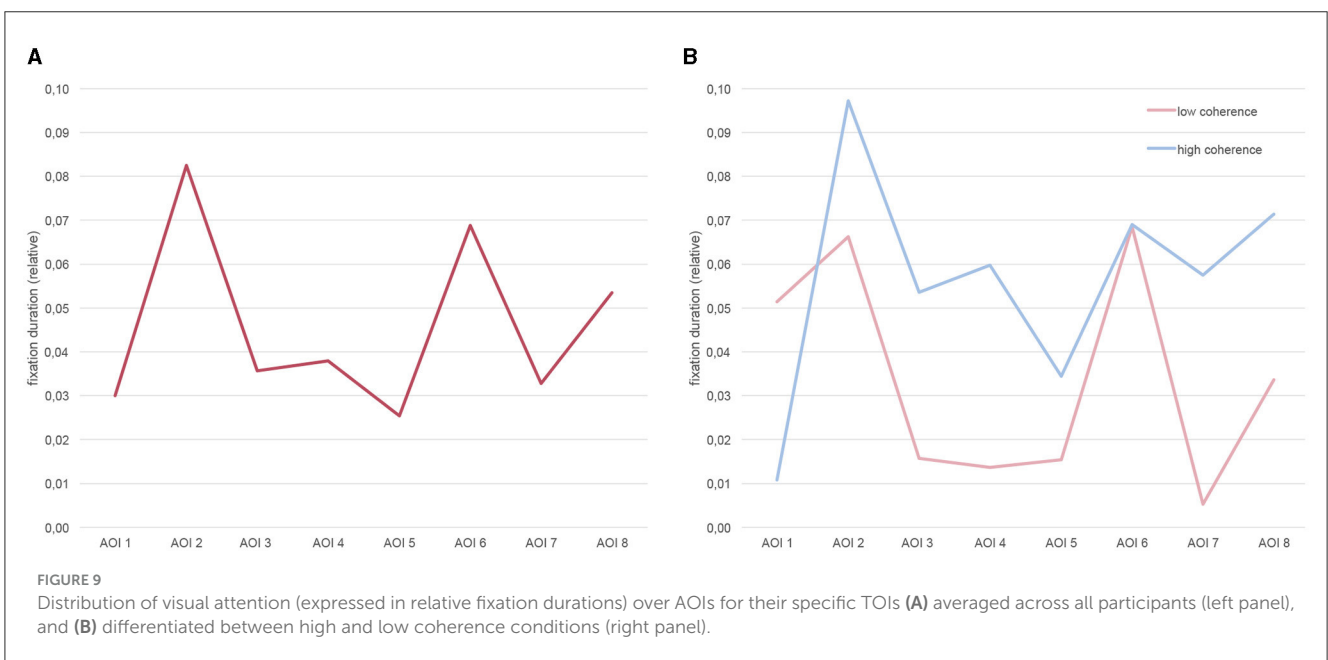 A
0,10
0,09
0,08
0,07
0,06
0,05
0,04
0,03
0,02
0,01
0,00
fixation duration (relative)
AOI 1 AOI 2 AOI 3 AOI 4 AOI 5 AOI 6 AOI 7 AOI 8
B
0,10
0,09
0,08
0,07
0,06
0,05
0,04
0,03
0,02
0,01
0,00
fixation duration (relative)
low coherence
high coherence
AOI 1 AOI 2 AOI 3 AOI 4 AOI 5 AOI 6 AOI 7 AOI 8
FIGURE 9
Distribution of visual attention (expressed in relative fixation durations) over AOIs for their specific TOIs (A) averaged across all participants (left panel),
and (B) differentiated between high and low coherence conditions (right panel).